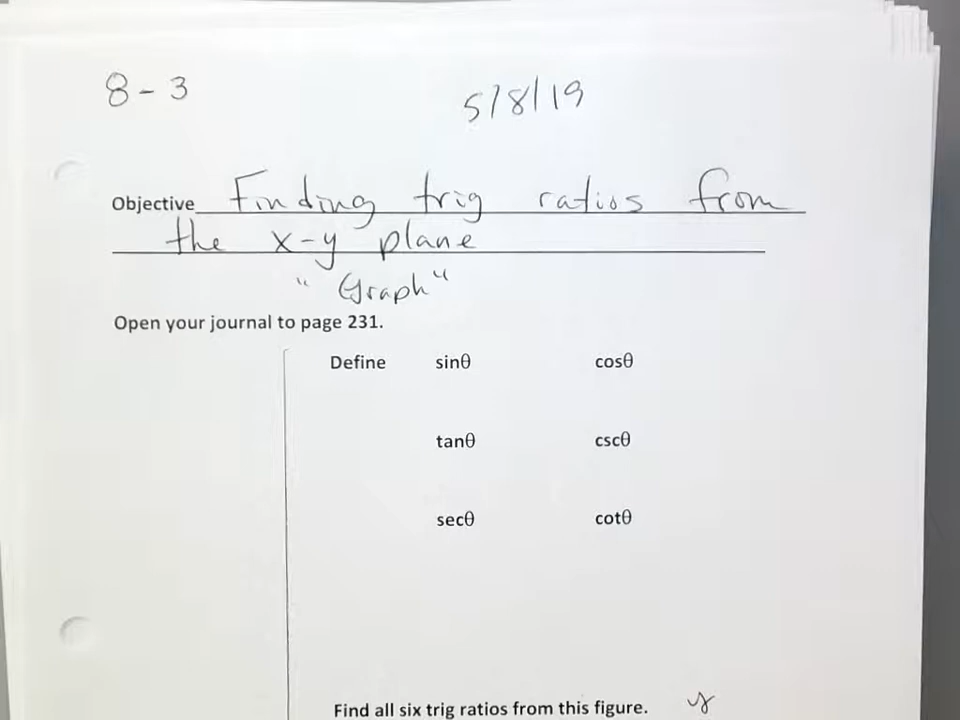 8-3 5/8/19
Objective Finding trig ratios from
the x-y plane
"Graph"
Open your journal to page 231.
Define sinθ cosθ
tanθ cscθ
secθ cotθ
Find all six trig ratios from this figure.